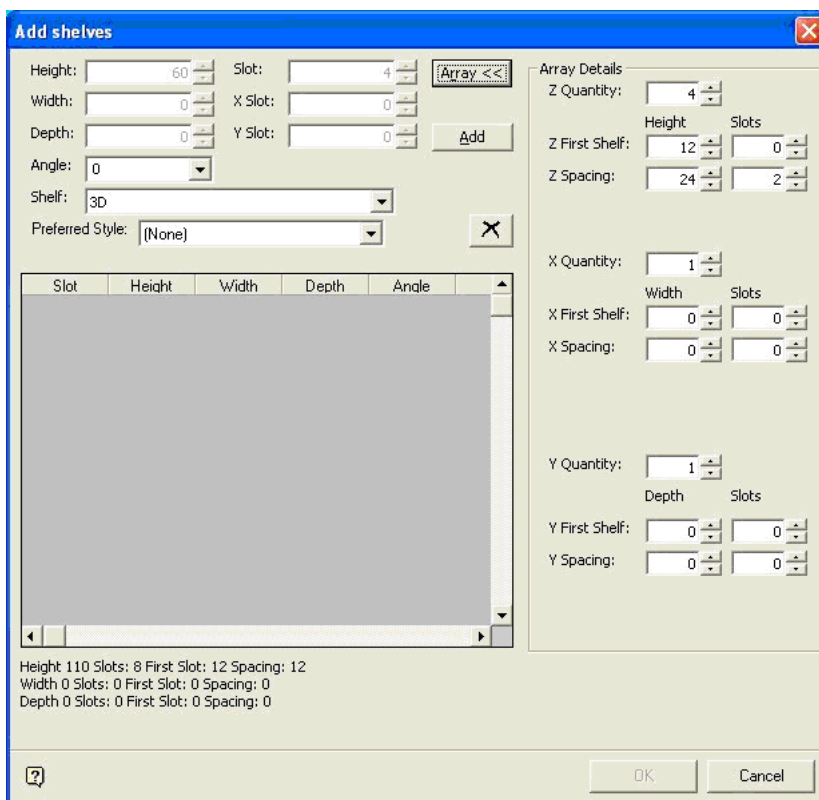 Add shelves
Height: 60 Slot: 4 Array <<
Width: 0 X Slot: 0
Depth: 0 Y Slot: 0 Add
Angle: 0
Shelf: 3D
Preferred Style: (None)
Slot Height Width Depth Angle
Array Details
Z Quantity: 4
Height Slots
Z First Shelf: 12 0
Z Spacing: 24 2
X Quantity: 1
Width Slots
X First Shelf: 0 0
X Spacing: 0 0
Y Quantity: 1
Depth Slots
Y First Shelf: 0 0
Y Spacing: 0 0
Height 110 Slots: 8 First Slot: 12 Spacing: 12
Width 0 Slots: 0 First Slot: 0 Spacing: 0
Depth 0 Slots: 0 First Slot: 0 Spacing: 0
? OK Cancel